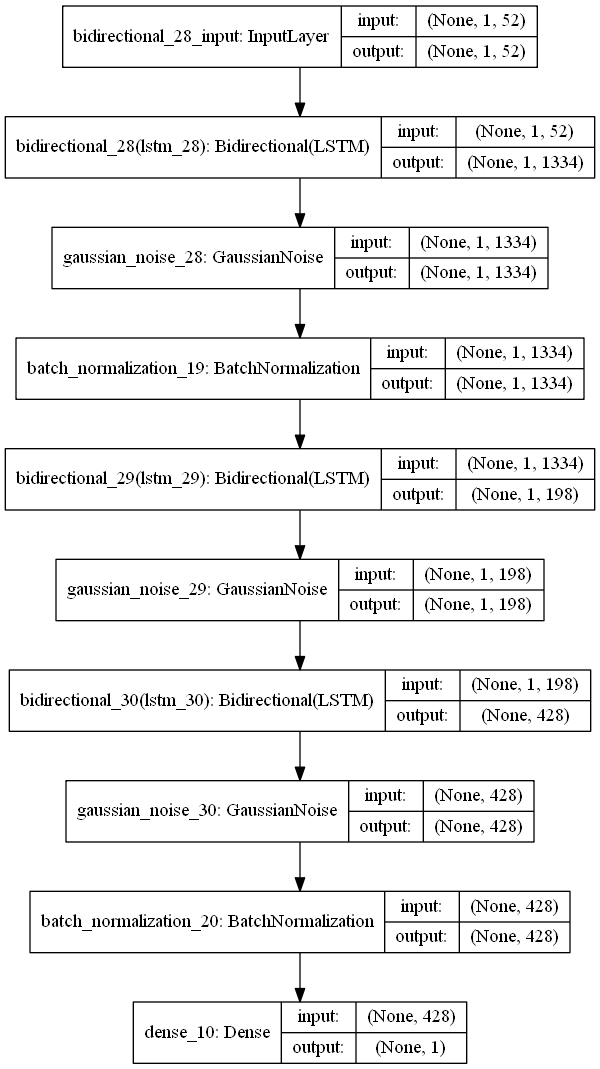 bidirectional_28_input: InputLayer
input: (None, 1, 52)
output: (None, 1, 52)
bidirectional_28(lstm_28): Bidirectional(LSTM)
input: (None, 1, 52)
output: (None, 1, 1334)
gaussian_noise_28: GaussianNoise
input: (None, 1, 1334)
output: (None, 1, 1334)
batch_normalization_19: BatchNormalization
input: (None, 1, 1334)
output: (None, 1, 1334)
bidirectional_29(lstm_29): Bidirectional(LSTM)
input: (None, 1, 1334)
output: (None, 1, 198)
gaussian_noise_29: GaussianNoise
input: (None, 1, 198)
output: (None, 1, 198)
bidirectional_30(lstm_30): Bidirectional(LSTM)
input: (None, 1, 198)
output: (None, 428)
gaussian_noise_30: GaussianNoise
input: (None, 428)
output: (None, 428)
batch_normalization_20: BatchNormalization
input: (None, 428)
output: (None, 428)
dense_10: Dense
input: (None, 428)
output: (None, 1)